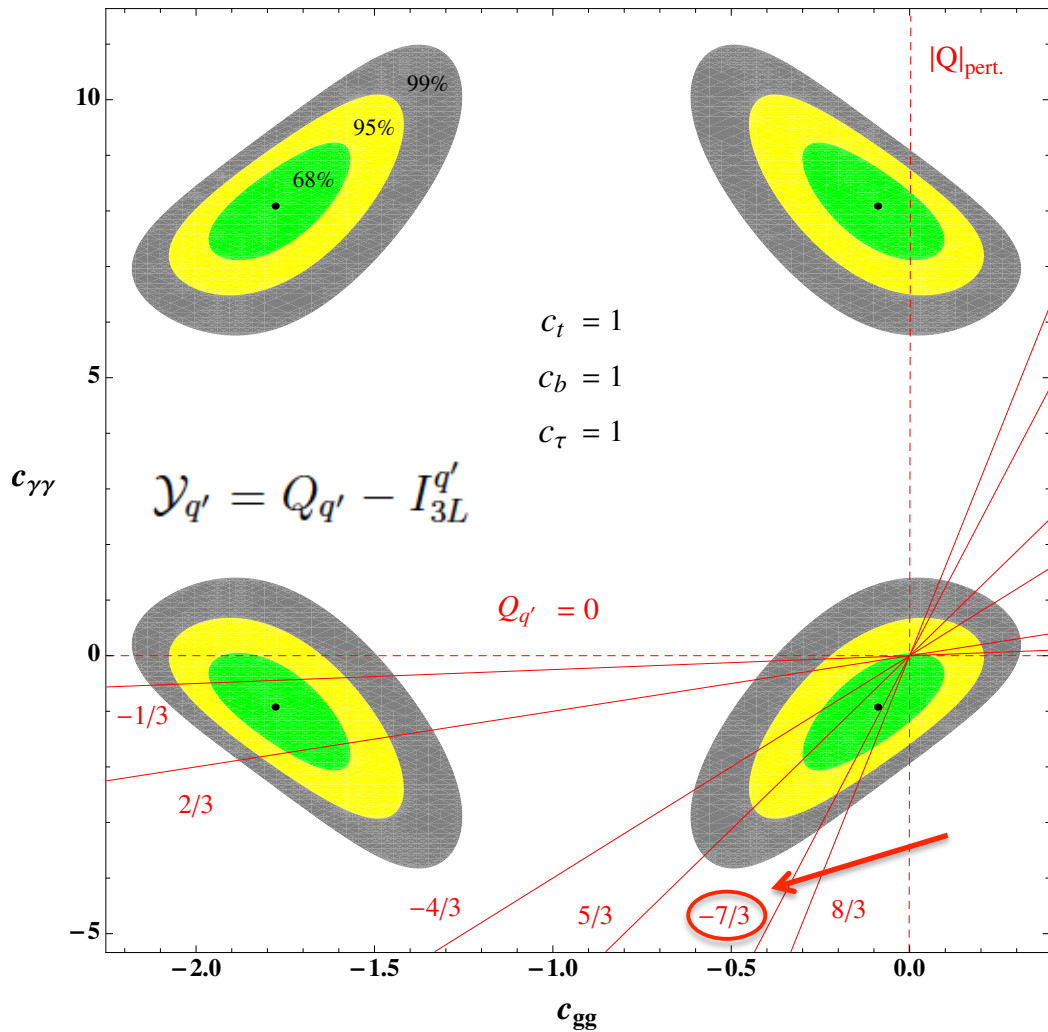 |Q|pert.
99%
95%
68%
10
5
0
−5
c_t = 1
c_b = 1
c_τ = 1
c_γγ
𝒴_q′ = Q_q′ − I_3L^q′
Q_q′ = 0
−1/3
2/3
−4/3
5/3
−7/3
8/3
−2.0 −1.5 −1.0 −0.5 0.0
c_gg